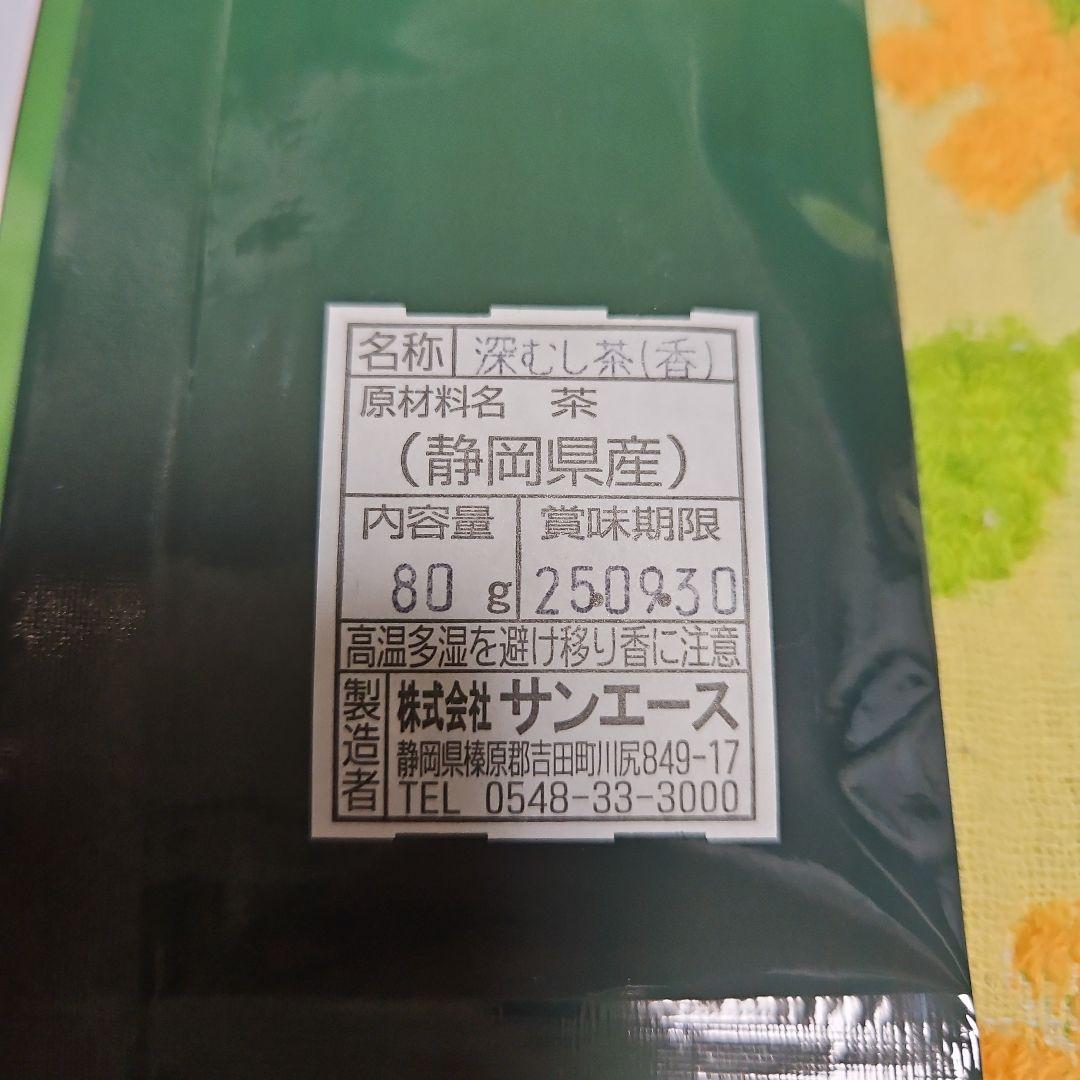 名称 深むし茶(香)
原材料名 茶
(静岡県産)
内容量 賞味期限
80 g 25.09.30
高温多湿を避け移り香に注意
製造者 株式会社 サンエース
静岡県榛原郡吉田町川尻849-17
TEL 0548-33-3000